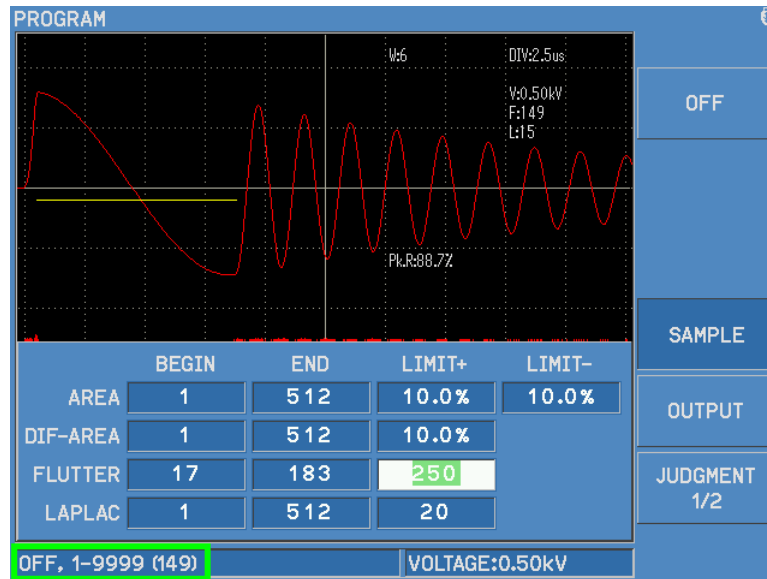 PROGRAM
W:6 DIV:2.5us
V:0.50kV
F:149
L:15
Pk.R:88.7%
OFF
SAMPLE
OUTPUT
JUDGMENT
1/2
BEGIN END LIMIT+ LIMIT-
AREA 1 512 10.0% 10.0%
DIF-AREA 1 512 10.0%
FLUTTER 17 183 250
LAPLAC 1 512 20
OFF, 1-9999 (149) VOLTAGE:0.50kV